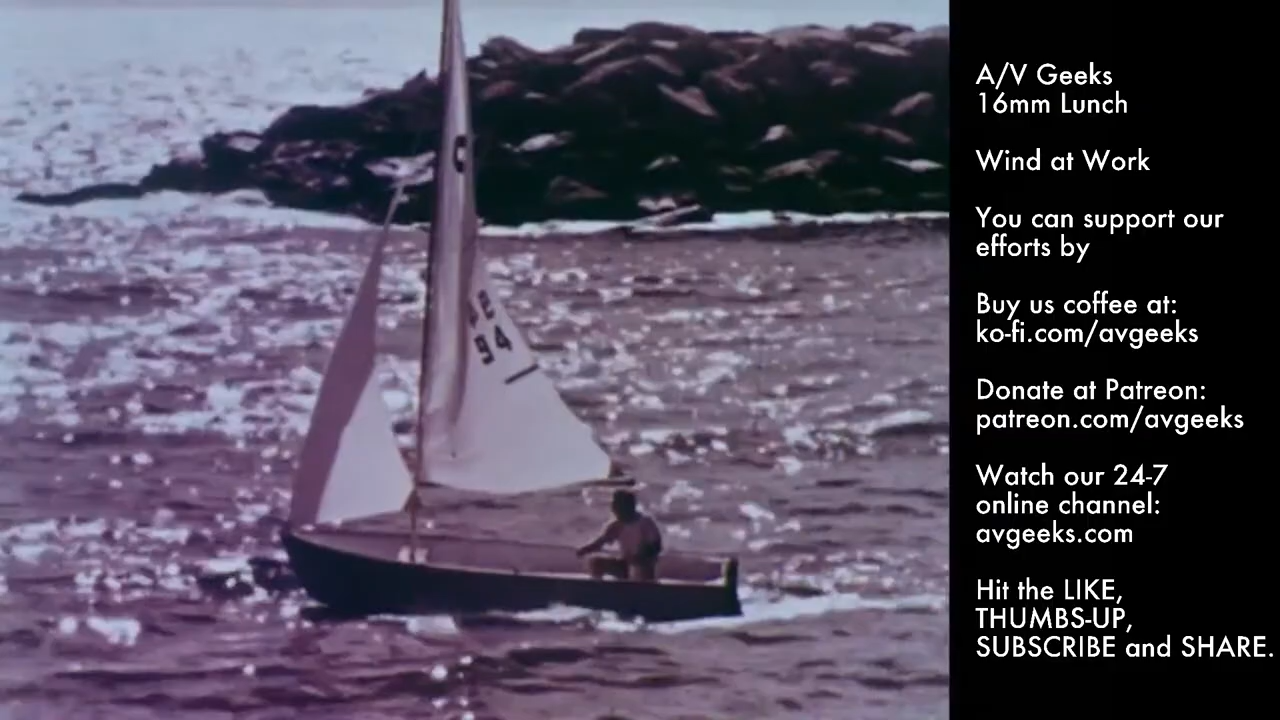 A/V Geeks
16mm Lunch
Wind at Work
You can support our
efforts by
Buy us coffee at:
ko-fi.com/avgeeks
Donate at Patreon:
patreon.com/avgeeks
Watch our 24-7
online channel:
avgeeks.com
Hit the LIKE,
THUMBS-UP,
SUBSCRIBE and SHARE.
94